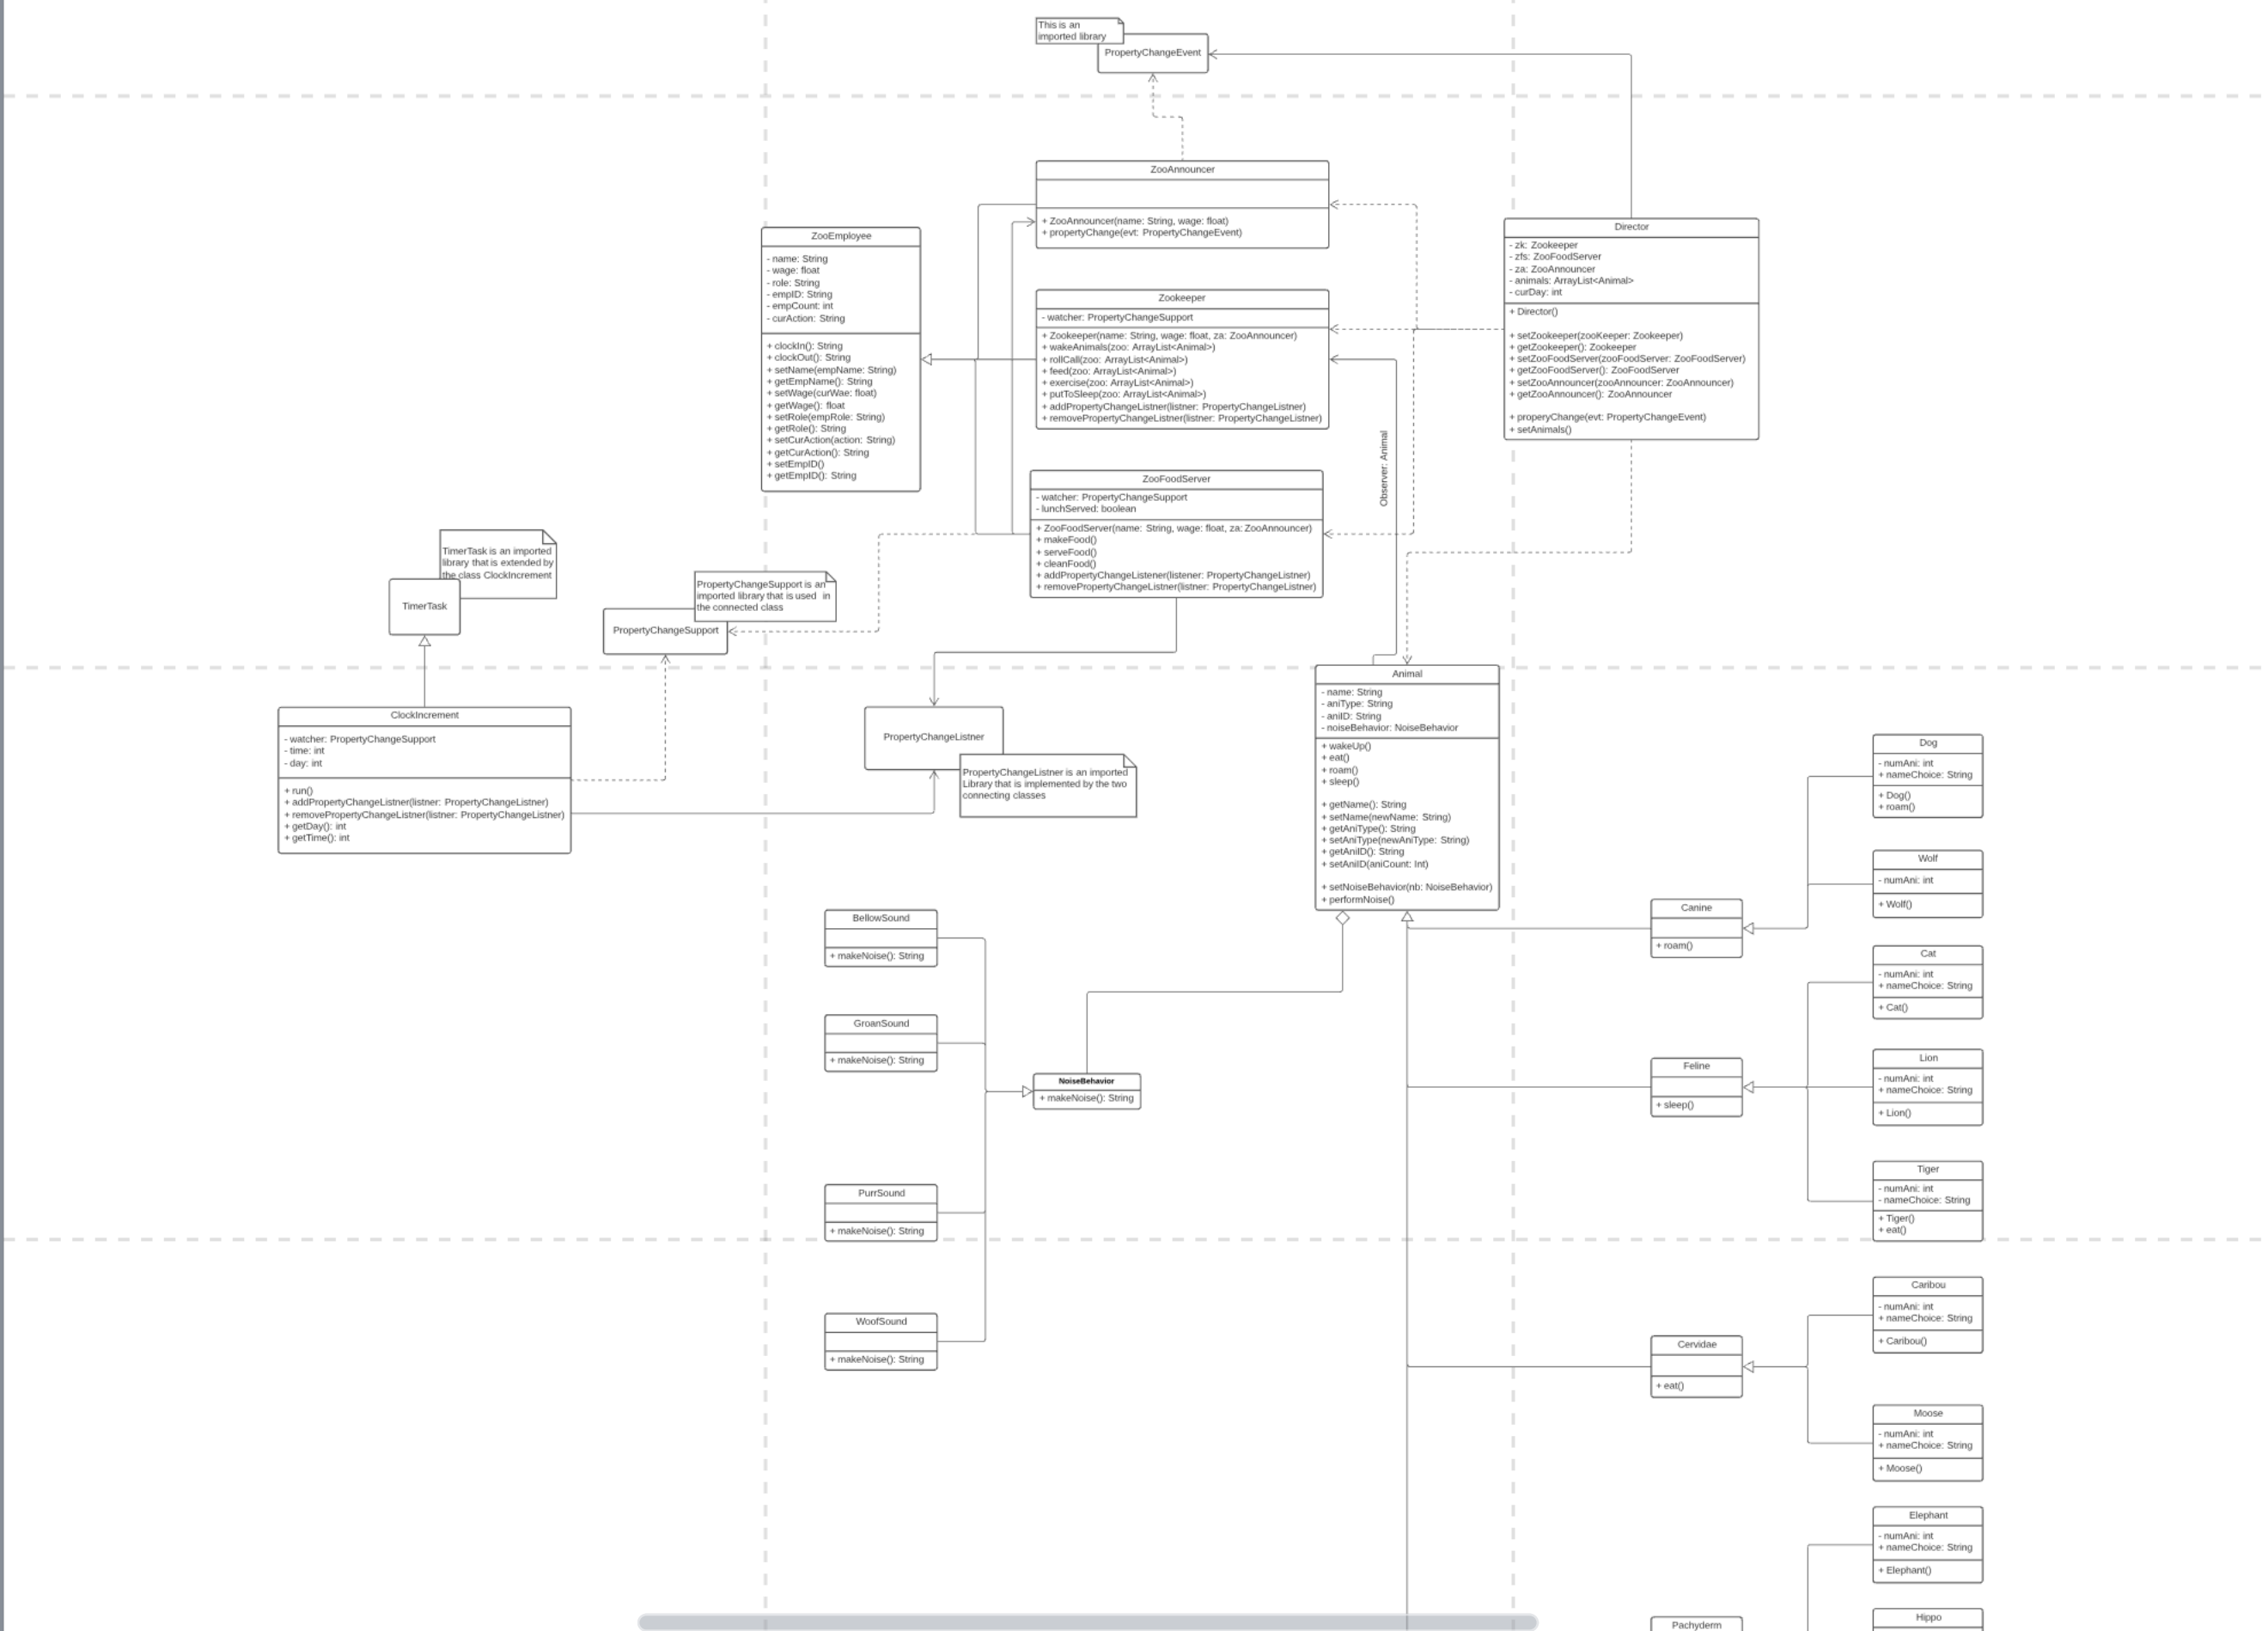 This is an
imported library
PropertyChangeEvent
ZooAnnouncer
+ ZooAnnouncer(name: String, wage: float)
+ propertyChange(evt: PropertyChangeEvent)
ZooEmployee
- name: String
- wage: float
- role: String
- empID: String
- empCount: int
- curAction: String
+ clockIn(): String
+ clockOut(): String
+ setName(empName: String)
+ getEmpName(): String
+ setWage(curWae: float)
+ getWage(): float
+ setRole(empRole: String)
+ getRole(): String
+ setCurAction(action: String)
+ getCurAction(): String
+ setEmpID()
+ getEmpID(): String
Zookeeper
- watcher: PropertyChangeSupport
+ Zookeeper(name: String, wage: float, za: ZooAnnouncer)
+ wakeAnimals(zoo: ArrayList<Animal>)
+ rollCall(zoo: ArrayList<Animal>)
+ feed(zoo: ArrayList<Animal>)
+ exercise(zoo: ArrayList<Animal>)
+ putToSleep(zoo: ArrayList<Animal>)
+ addPropertyChangeListner(listner: PropertyChangeListner)
+ removePropertyChangeListner(listner: PropertyChangeListner)
Director
- zk: Zookeeper
- zfs: ZooFoodServer
- za: ZooAnnouncer
- animals: ArrayList<Animal>
- curDay: int
+ Director()
+ setZookeeper(zooKeeper: Zookeeper)
+ getZookeeper(): Zookeeper
+ setZooFoodServer(zooFoodServer: ZooFoodServer)
+ getZooFoodServer(): ZooFoodServer
+ setZooAnnouncer(zooAnnouncer: ZooAnnouncer)
+ getZooAnnouncer(): ZooAnnouncer
+ properyChange(evt: PropertyChangeEvent)
+ setAnimals()
Observer: Animal
ZooFoodServer
- watcher: PropertyChangeSupport
- lunchServed: boolean
+ ZooFoodServer(name: String, wage: float, za: ZooAnnouncer)
+ makeFood()
+ serveFood()
+ cleanFood()
+ addPropertyChangeListener(listener: PropertyChangeListner)
+ removePropertyChangeListner(listner: PropertyChangeListner)
TimerTask is an imported
library that is extended by
the class ClockIncrement
TimerTask
PropertyChangeSupport is an
imported library that is used in
the connected class
PropertyChangeSupport
ClockIncrement
- watcher: PropertyChangeSupport
- time: int
- day: int
+ run()
+ addPropertyChangeListner(listner: PropertyChangeListner)
+ removePropertyChangeListner(listner: PropertyChangeListner)
+ getDay(): int
+ getTime(): int
PropertyChangeListner
PropertyChangeListner is an imported
Library that is implemented by the two
connecting classes
Animal
- name: String
- aniType: String
- aniID: String
- noiseBehavior: NoiseBehavior
+ wakeUp()
+ eat()
+ roam()
+ sleep()
+ getName(): String
+ setName(newName: String)
+ getAniType(): String
+ setAniType(newAniType: String)
+ getAniID(): String
+ setAniID(aniCount: Int)
+ setNoiseBehavior(nb: NoiseBehavior)
+ performNoise()
BellowSound
+ makeNoise(): String
GroanSound
+ makeNoise(): String
NoiseBehavior
+ makeNoise(): String
PurrSound
+ makeNoise(): String
WoofSound
+ makeNoise(): String
Canine
+ roam()
Feline
+ sleep()
Cervidae
+ eat()
Pachyderm
Dog
- numAni: int
+ nameChoice: String
+ Dog()
+ roam()
Wolf
- numAni: int
+ Wolf()
Cat
- numAni: int
+ nameChoice: String
+ Cat()
Lion
- numAni: int
+ nameChoice: String
+ Lion()
Tiger
- numAni: int
- nameChoice: String
+ Tiger()
+ eat()
Caribou
- numAni: int
+ nameChoice: String
+ Caribou()
Moose
- numAni: int
+ nameChoice: String
+ Moose()
Elephant
- numAni: int
+ nameChoice: String
+ Elephant()
Hippo